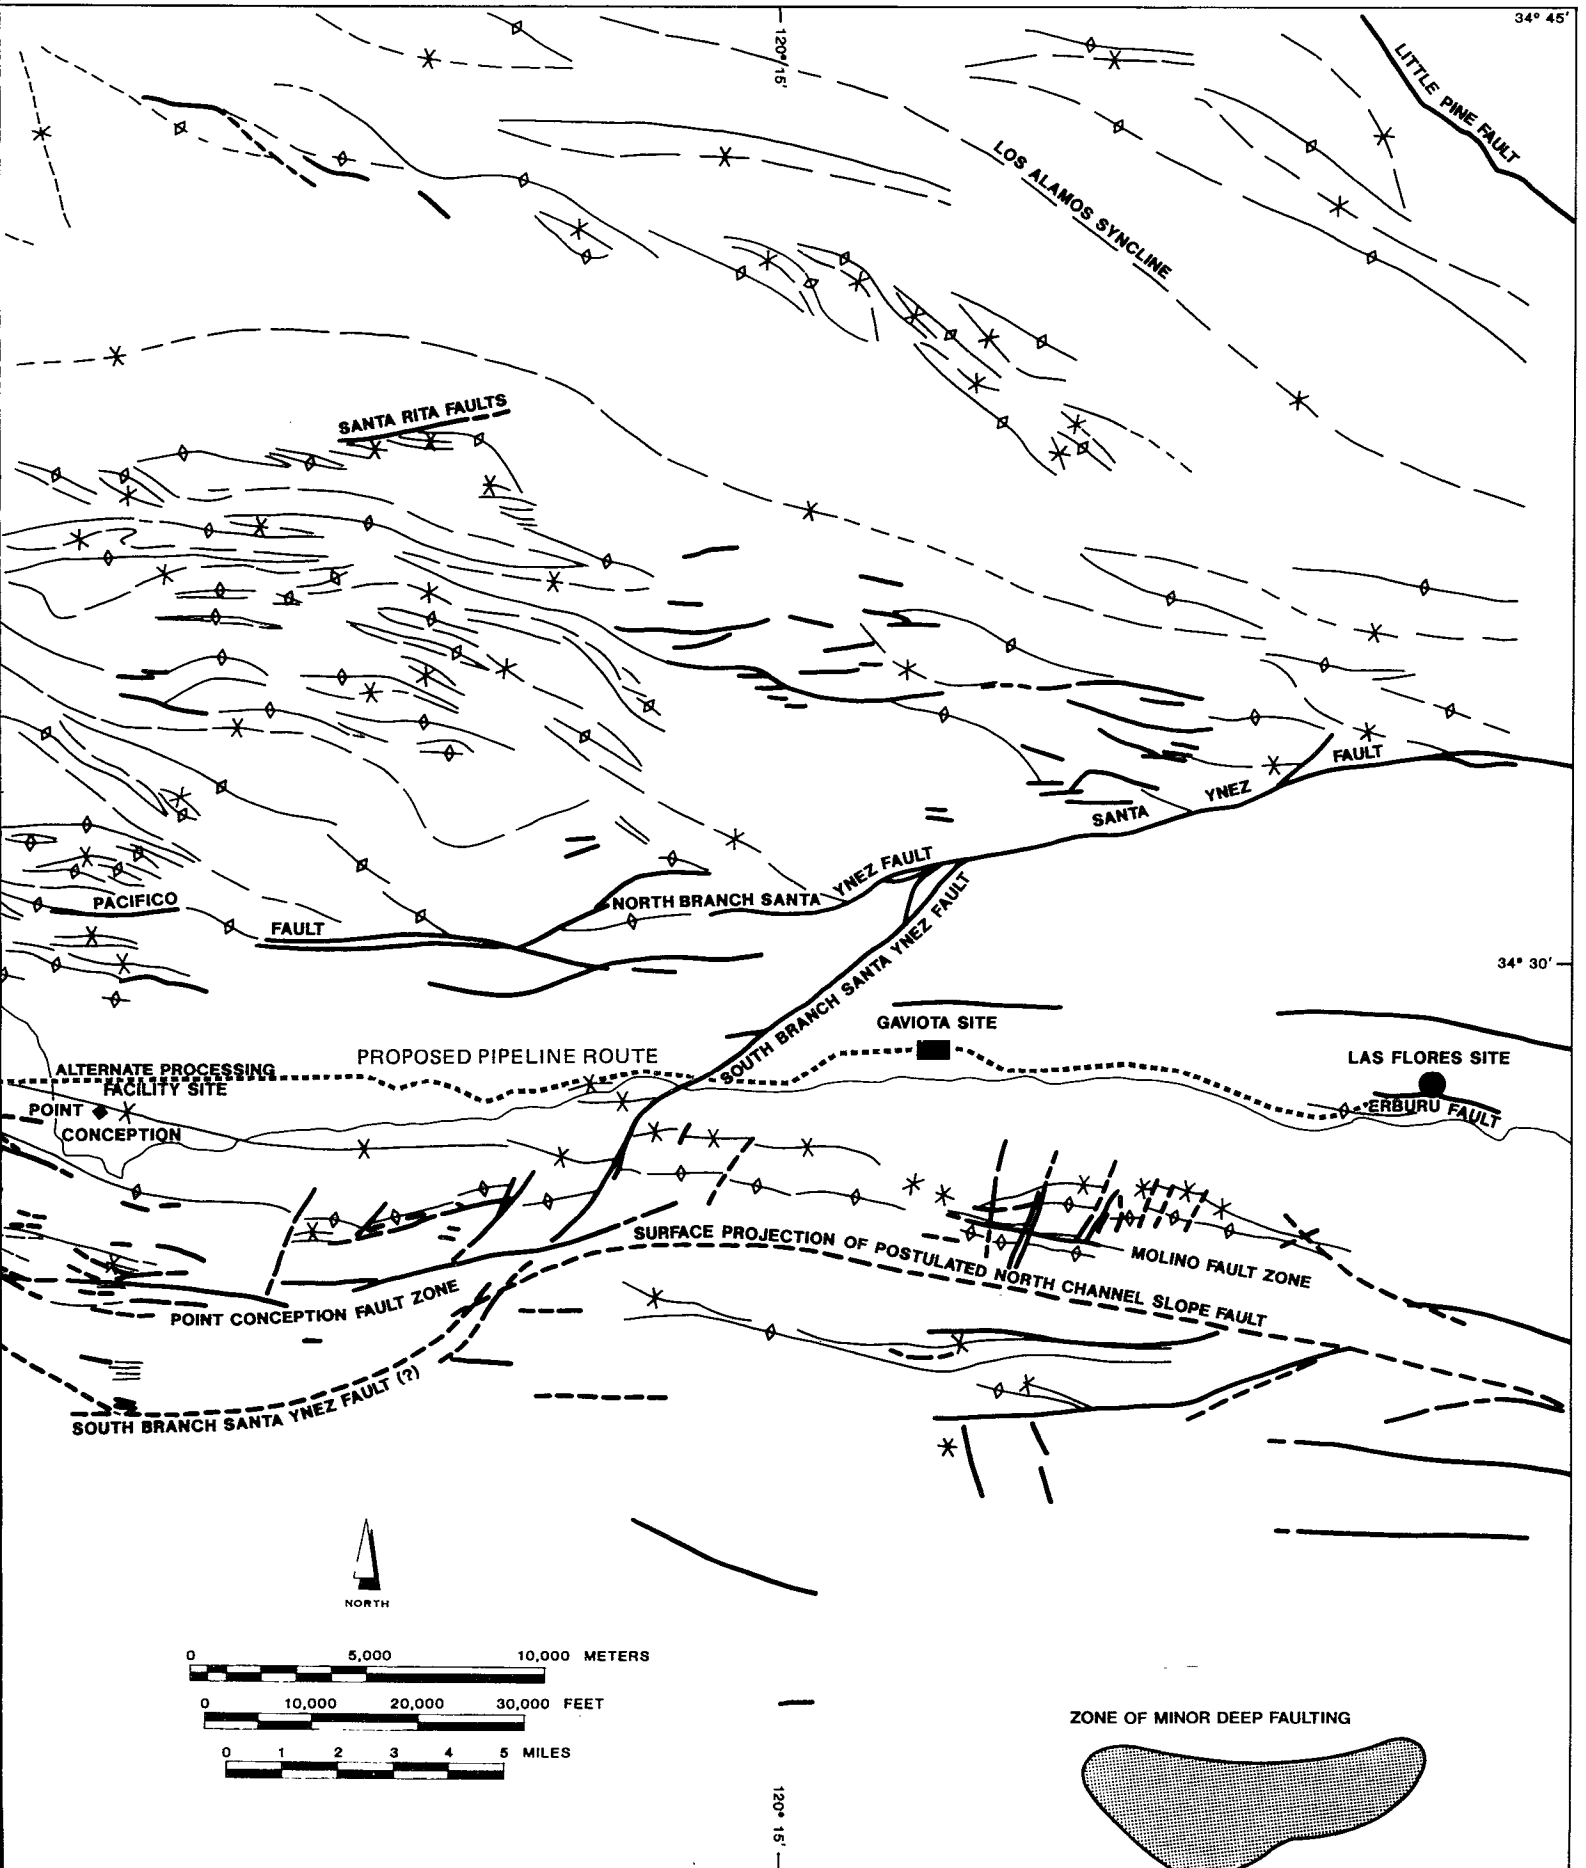 34° 45'
120° 15'
LITTLE PINE FAULT
LOS ALAMOS SYNCLINE
SANTA RITA FAULTS
SANTA YNEZ FAULT
PACIFICO FAULT
NORTH BRANCH SANTA YNEZ FAULT
SOUTH BRANCH SANTA YNEZ FAULT
34° 30'
GAVIOTA SITE
LAS FLORES SITE
PROPOSED PIPELINE ROUTE
ALTERNATE PROCESSING
FACILITY SITE
POINT
CONCEPTION
ERBURU FAULT
SURFACE PROJECTION OF POSTULATED NORTH CHANNEL SLOPE FAULT
MOLINO FAULT ZONE
POINT CONCEPTION FAULT ZONE
SOUTH BRANCH SANTA YNEZ FAULT (?)
NORTH
0 5,000 10,000 METERS
0 10,000 20,000 30,000 FEET
0 1 2 3 4 5 MILES
ZONE OF MINOR DEEP FAULTING
120° 15'